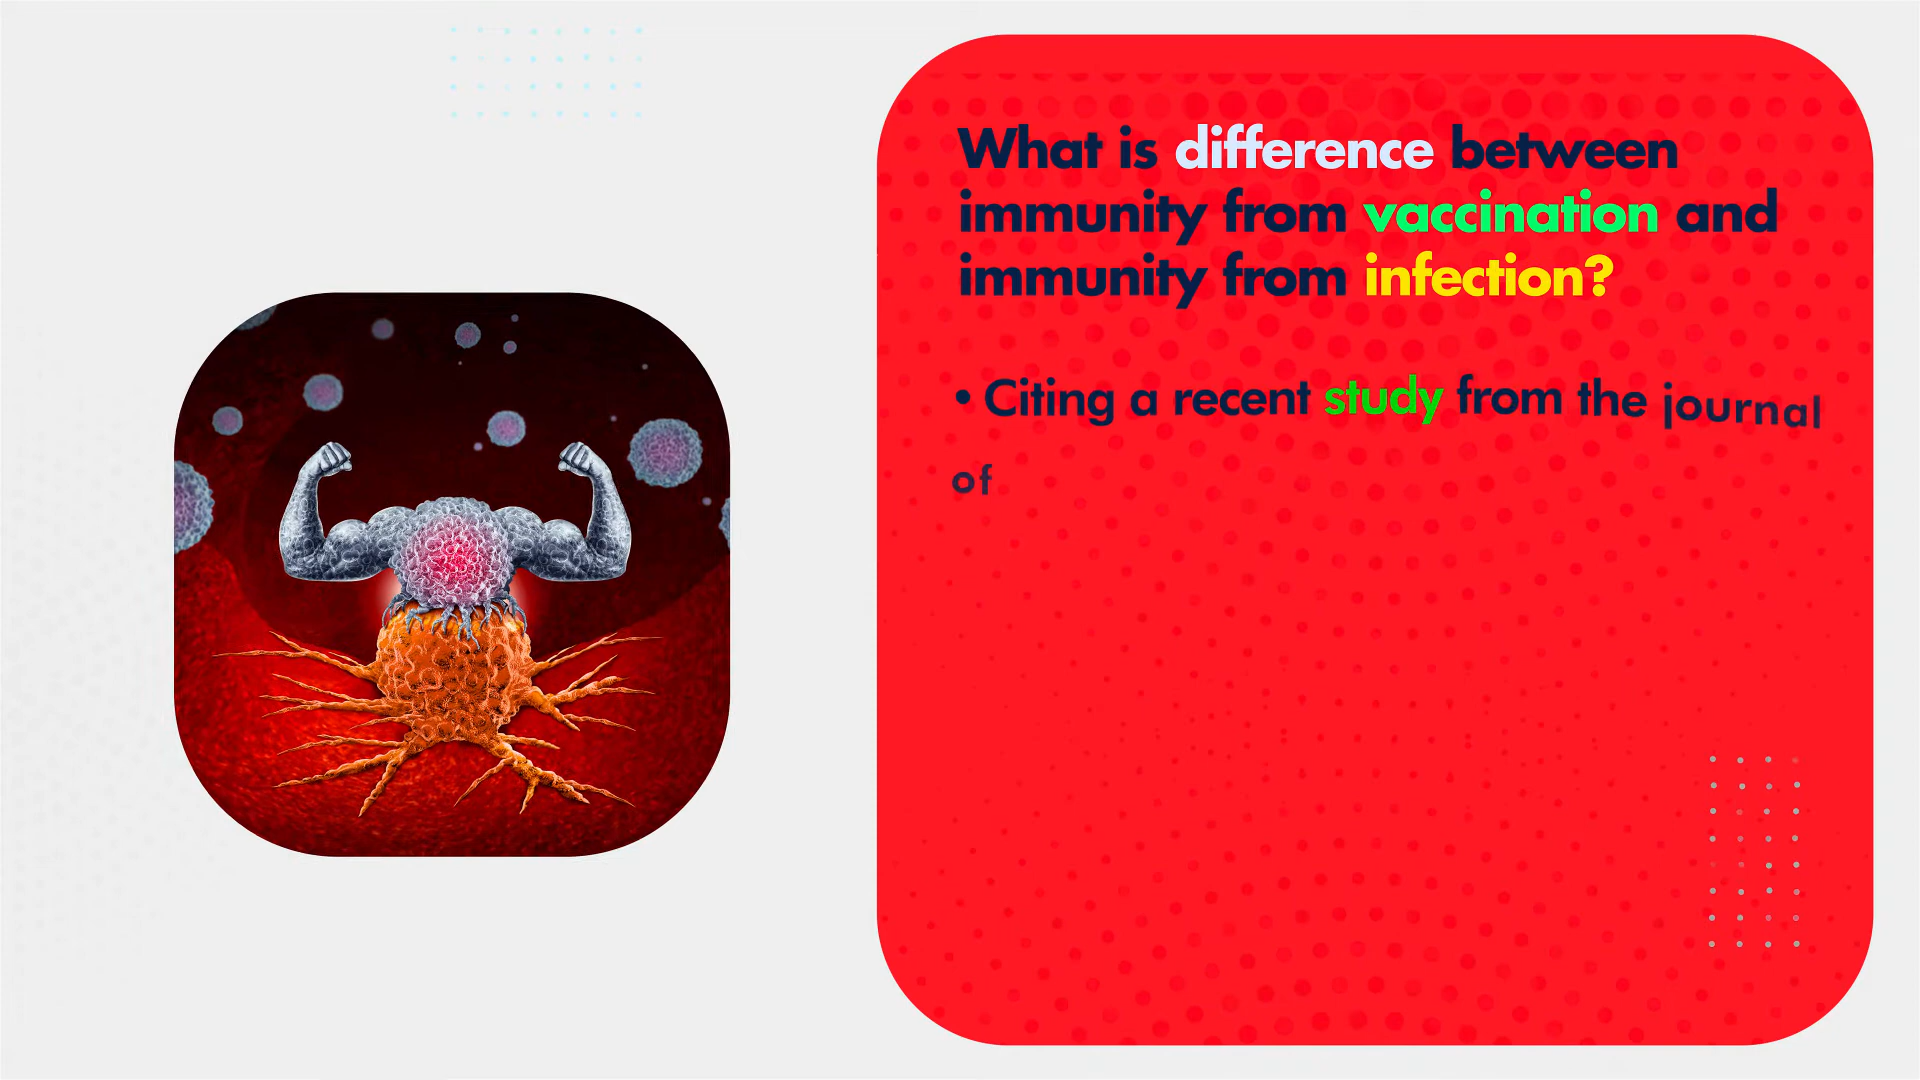 What is difference between
immunity from vaccination and
immunity from infection?
• Citing a recent study from the journal
of